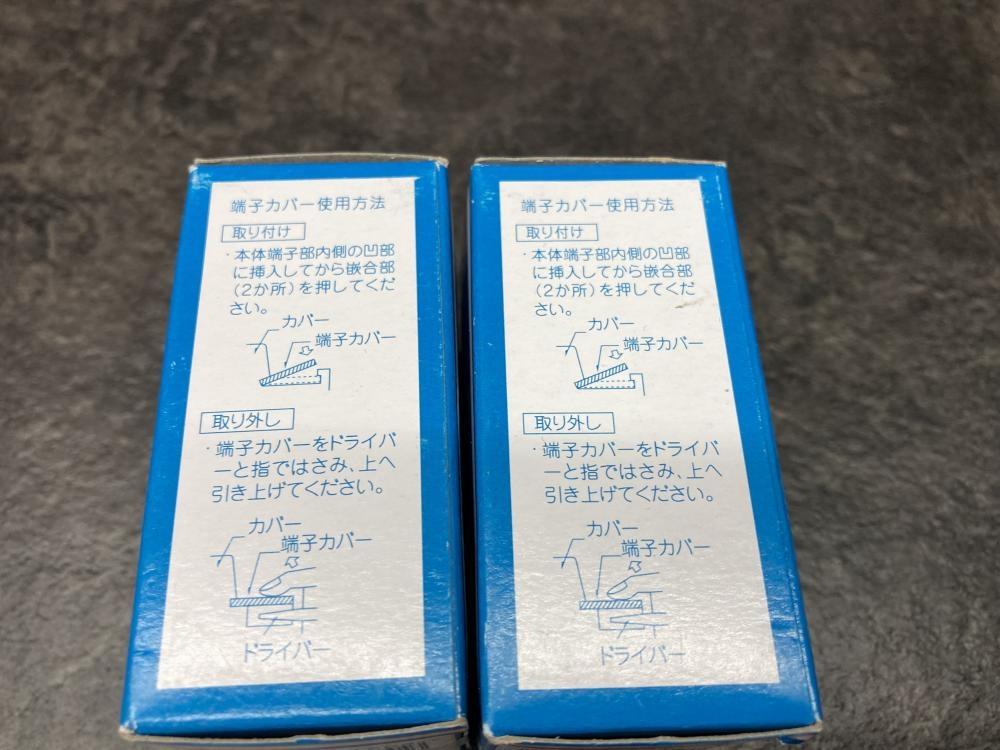 端子カバー使用方法
取り付け
・本体端子部内側の凹部
に挿入してから嵌合部
(2か所)を押してくだ
さい。
カバー
端子カバー
取り外し
・端子カバーをドライバ
ーと指ではさみ、上へ
引き上げてください。
カバー
端子カバー
ドライバー
端子カバー使用方法
取り付け
・本体端子部内側の凹部
に挿入してから嵌合部
(2か所)を押してくだ
さい。
カバー
端子カバー
取り外し
・端子カバーをドライバ
ーと指ではさみ、上へ
引き上げてください。
カバー
端子カバー
ドライバー